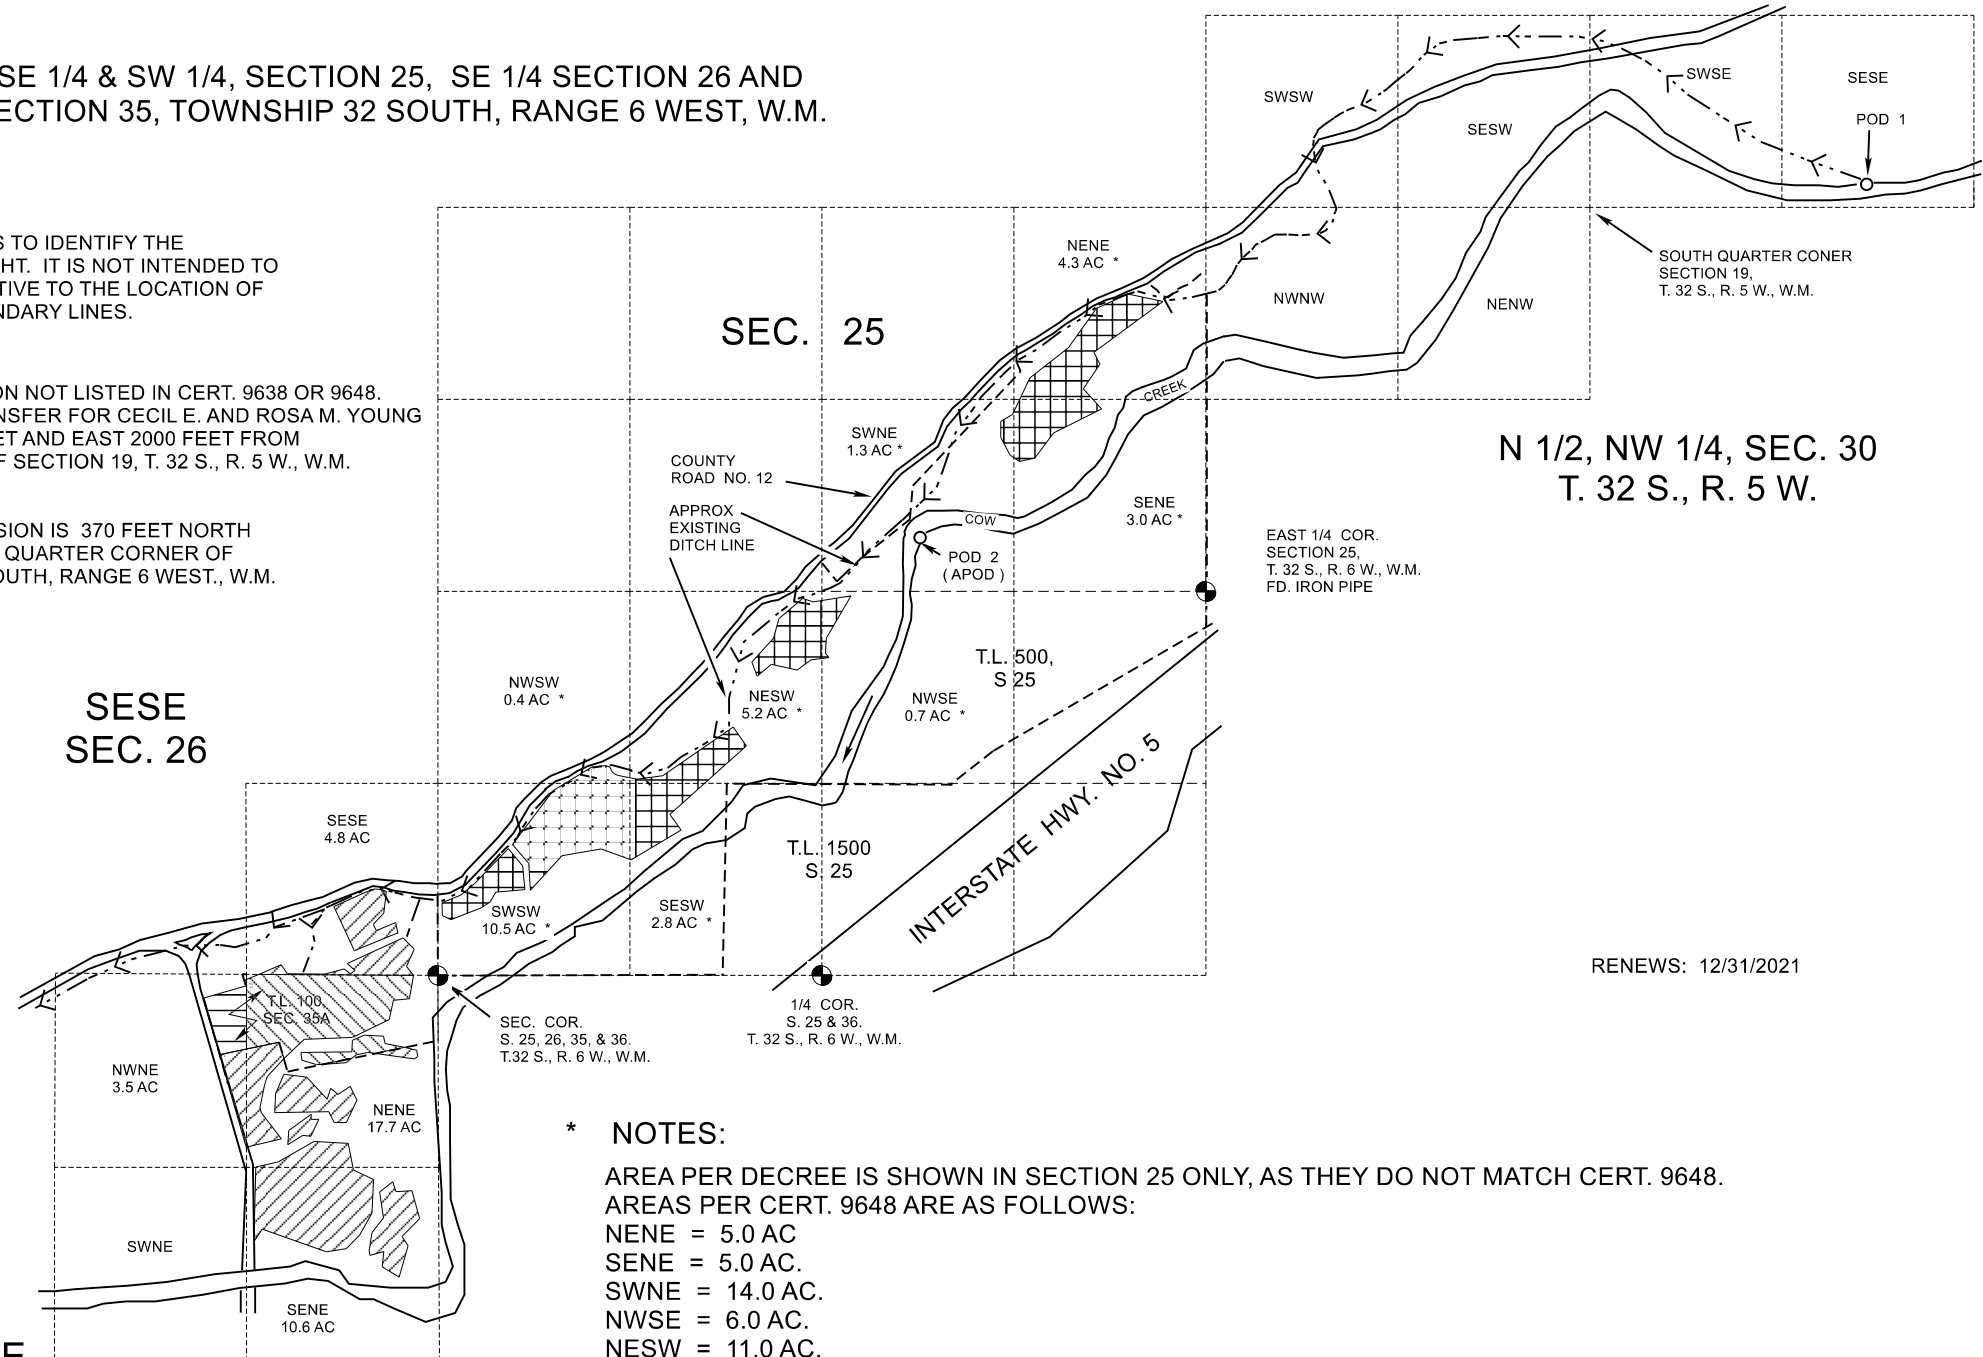 SE 1/4 & SW 1/4, SECTION 25, SE 1/4 SECTION 26 AND
ECTION 35, TOWNSHIP 32 SOUTH, RANGE 6 WEST, W.M.
S TO IDENTIFY THE
HT. IT IS NOT INTENDED TO
TIVE TO THE LOCATION OF
NDARY LINES.
ON NOT LISTED IN CERT. 9638 OR 9648.
NSFER FOR CECIL E. AND ROSA M. YOUNG
ET AND EAST 2000 FEET FROM
F SECTION 19, T. 32 S., R. 5 W., W.M.
SION IS 370 FEET NORTH
QUARTER CORNER OF
OUTH, RANGE 6 WEST., W.M.
SWSW
SESW
SWSE
SESE
POD 1
SOUTH QUARTER CONER
SECTION 19,
T. 32 S., R. 5 W., W.M.
NWNW
NENW
N 1/2, NW 1/4, SEC. 30
T. 32 S., R. 5 W.
SEC. 25
NENE
4.3 AC *
SWNE
1.3 AC *
CREEK
COW
SENE
3.0 AC *
COUNTY
ROAD NO. 12
APPROX
EXISTING
DITCH LINE
POD 2
( APOD )
EAST 1/4 COR.
SECTION 25,
T. 32 S., R. 6 W., W.M.
FD. IRON PIPE
NWSW
0.4 AC *
NESW
5.2 AC *
NWSE
0.7 AC *
T.L. 500,
S 25
SESE
SEC. 26
SESE
4.8 AC
T.L. 1500
S. 25
INTERSTATE HWY. NO. 5
SWSW
10.5 AC *
SESW
2.8 AC *
RENEWS: 12/31/2021
T.L. 100,
SEC. 35A
SEC. COR.
S. 25, 26, 35, & 36.
T.32 S., R. 6 W., W.M.
1/4 COR.
S. 25 & 36.
T. 32 S., R. 6 W., W.M.
NWNE
3.5 AC
NENE
17.7 AC
SWNE
SENE
10.6 AC
E
* NOTES:
AREA PER DECREE IS SHOWN IN SECTION 25 ONLY, AS THEY DO NOT MATCH CERT. 9648.
AREAS PER CERT. 9648 ARE AS FOLLOWS:
NENE = 5.0 AC
SENE = 5.0 AC.
SWNE = 14.0 AC.
NWSE = 6.0 AC.
NESW = 11.0 AC.